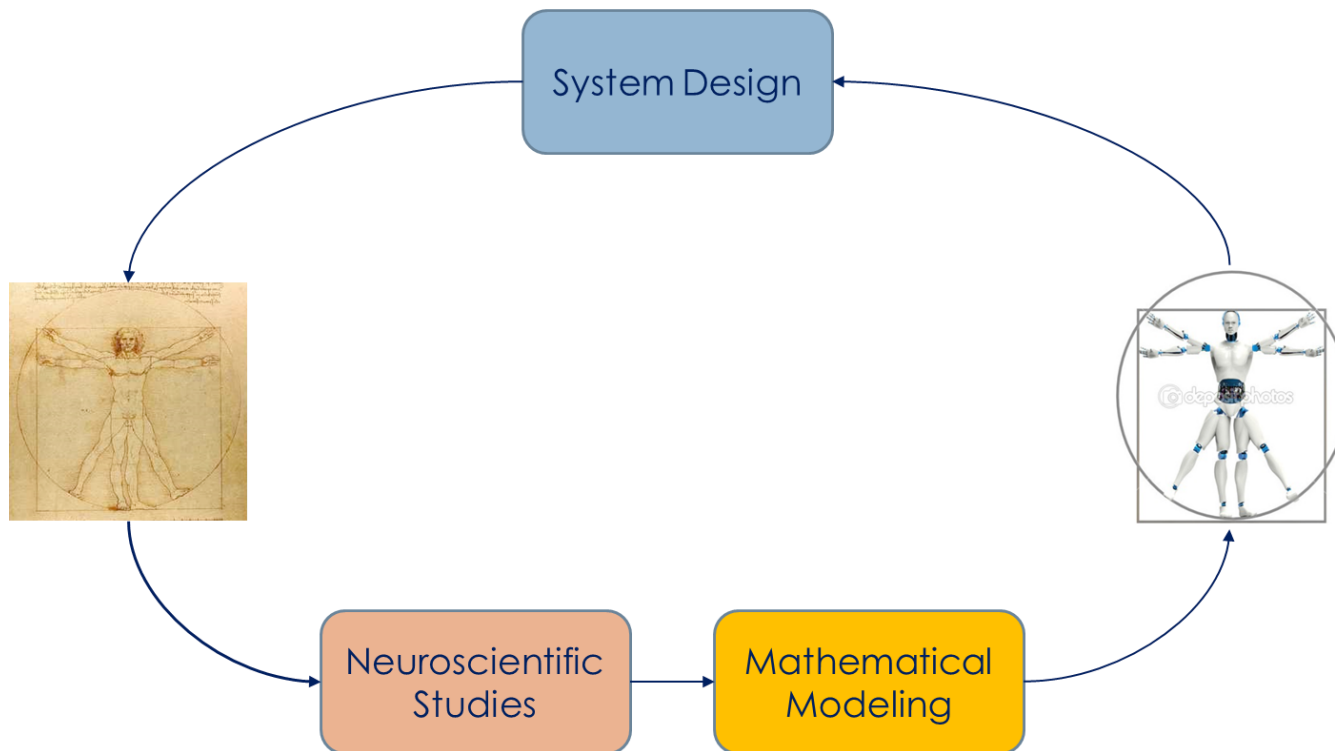 System Design
depositphotos
Neuroscientific
Studies
Mathematical
Modeling